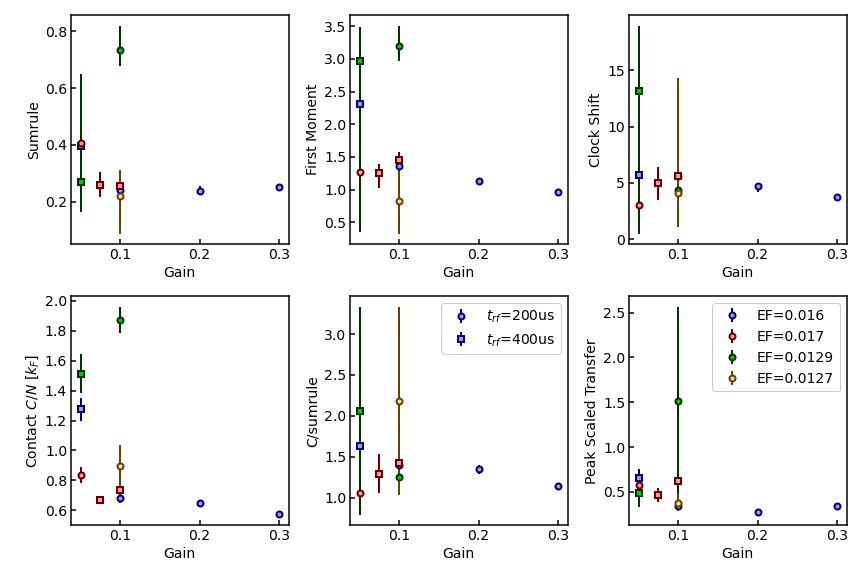 0.8
0.6
0.4
0.2
Sumrule
0.1
0.2
0.3
Gain
3.5
3.0
2.5
2.0
1.5
1.0
0.5
First Moment
0.1
0.2
0.3
Gain
15
10
5
0
Clock Shift
0.1
0.2
0.3
Gain
2.0
1.8
1.6
1.4
1.2
1.0
0.8
0.6
Contact C/N [k_F]
0.1
0.2
0.3
Gain
3.0
2.5
2.0
1.5
1.0
C/sumrule
t_rf=200us
t_rf=400us
0.1
0.2
0.3
Gain
2.5
2.0
1.5
1.0
0.5
Peak Scaled Transfer
EF=0.016
EF=0.017
EF=0.0129
EF=0.0127
0.1
0.2
0.3
Gain